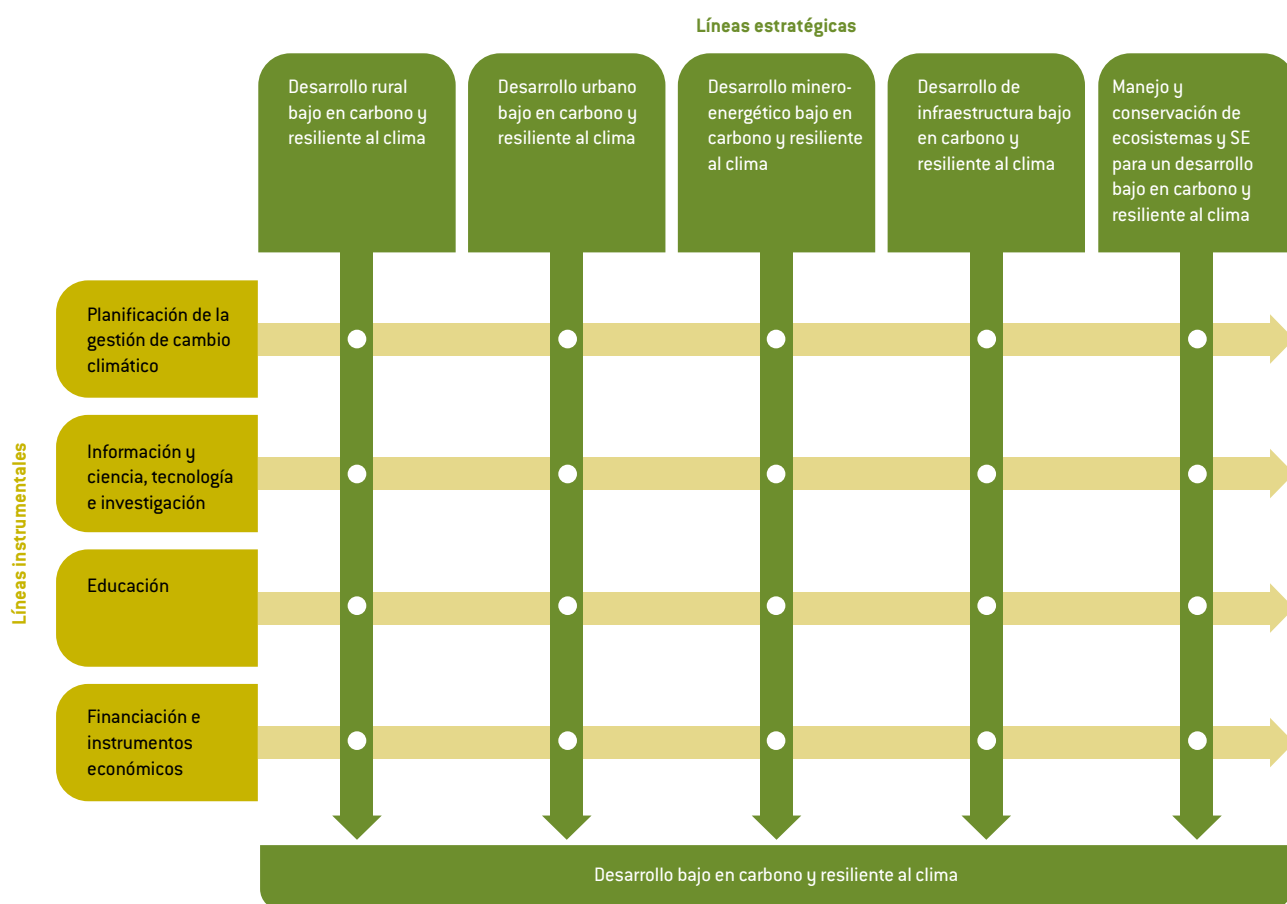 Líneas estratégicas
Desarrollo rural
bajo en carbono y
resiliente al clima
Desarrollo urbano
bajo en carbono y
resiliente al clima
Desarrollo minero-
energético bajo en
carbono y resiliente
al clima
Desarrollo de
infraestructura bajo
en carbono y
resiliente al clima
Manejo y
conservación de
ecosistemas y SE
para un desarrollo
bajo en carbono y
resiliente al clima
Líneas instrumentales
Planificación de la
gestión de cambio
climático
Información y
ciencia, tecnología
e investigación
Educación
Financiación e
instrumentos
económicos
Desarrollo bajo en carbono y resiliente al clima